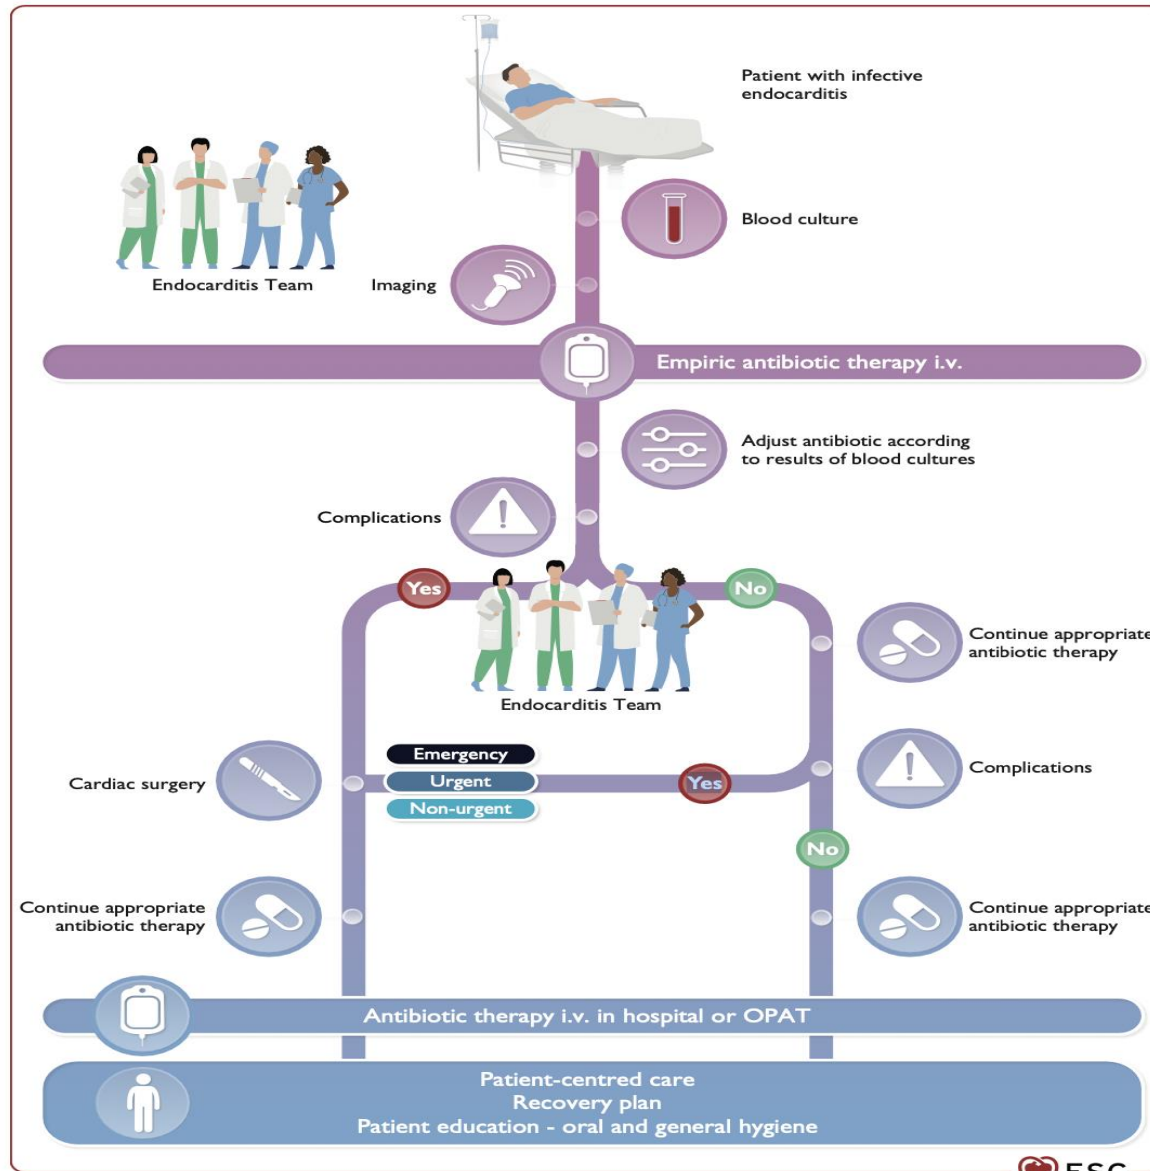 Patient with infective
endocarditis
Blood culture
Endocarditis Team
Imaging
Empiric antibiotic therapy i.v.
Adjust antibiotic according
to results of blood cultures
Complications
Yes
No
Continue appropriate
antibiotic therapy
Endocarditis Team
Emergency
Urgent
Non-urgent
Cardiac surgery
Yes
Complications
No
Continue appropriate
antibiotic therapy
Continue appropriate
antibiotic therapy
Antibiotic therapy i.v. in hospital or OPAT
Patient-centred care
Recovery plan
Patient education - oral and general hygiene
ESC